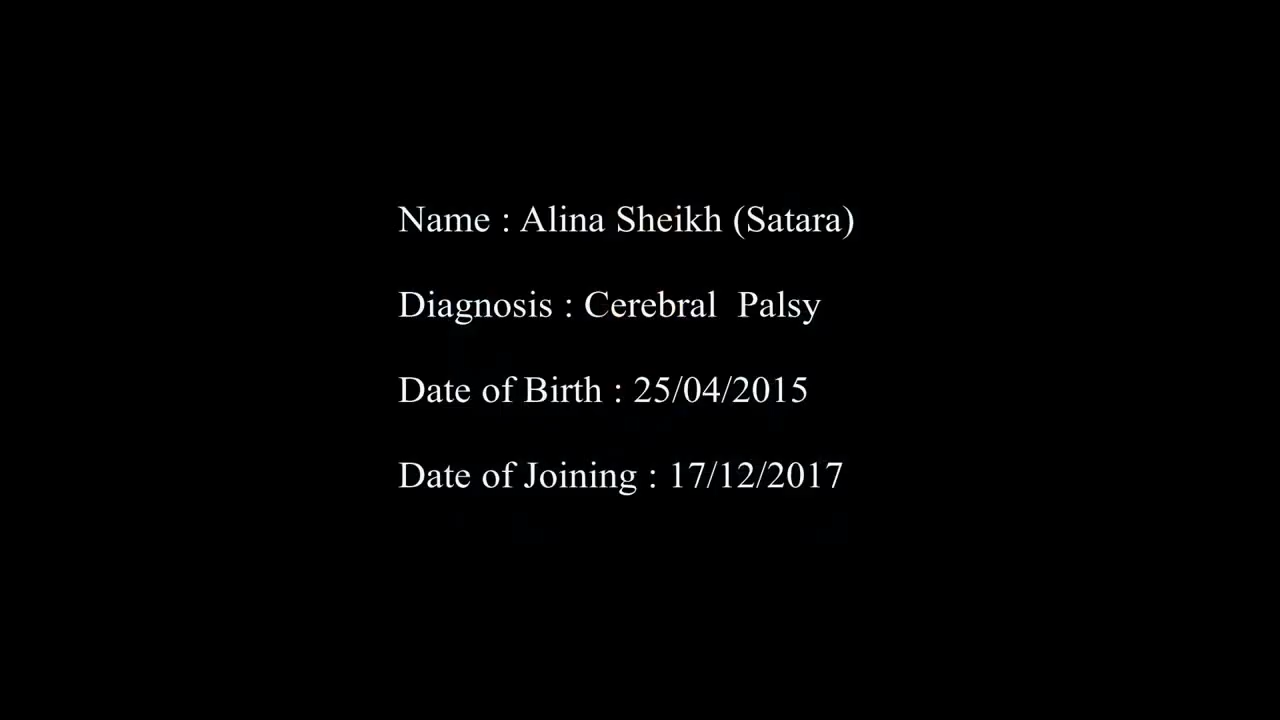 Name : Alina Sheikh (Satara)
Diagnosis : Cerebral  Palsy
Date of Birth : 25/04/2015
Date of Joining : 17/12/2017